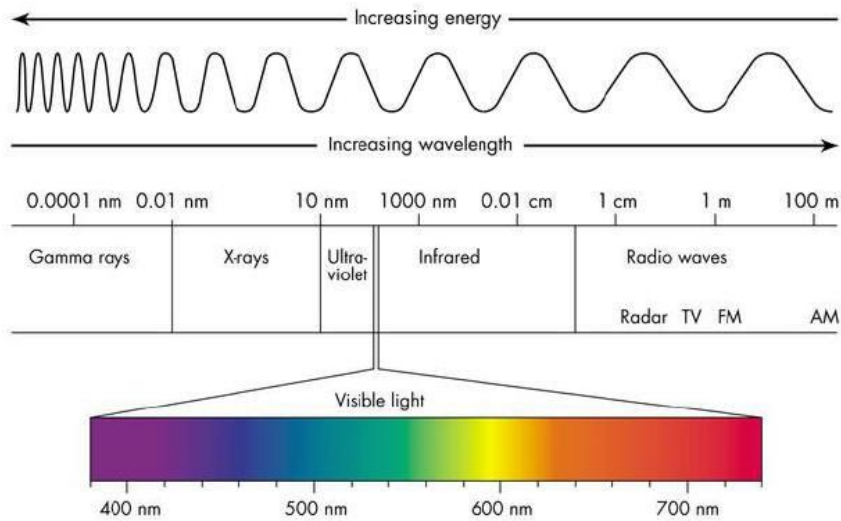 Increasing energy
Increasing wavelength
0.0001 nm 0.01 nm 10 nm 1000 nm 0.01 cm 1 cm 1 m 100 m
Gamma rays X-rays Ultra-
violet Infrared Radio waves
Radar TV FM AM
Visible light
400 nm 500 nm 600 nm 700 nm